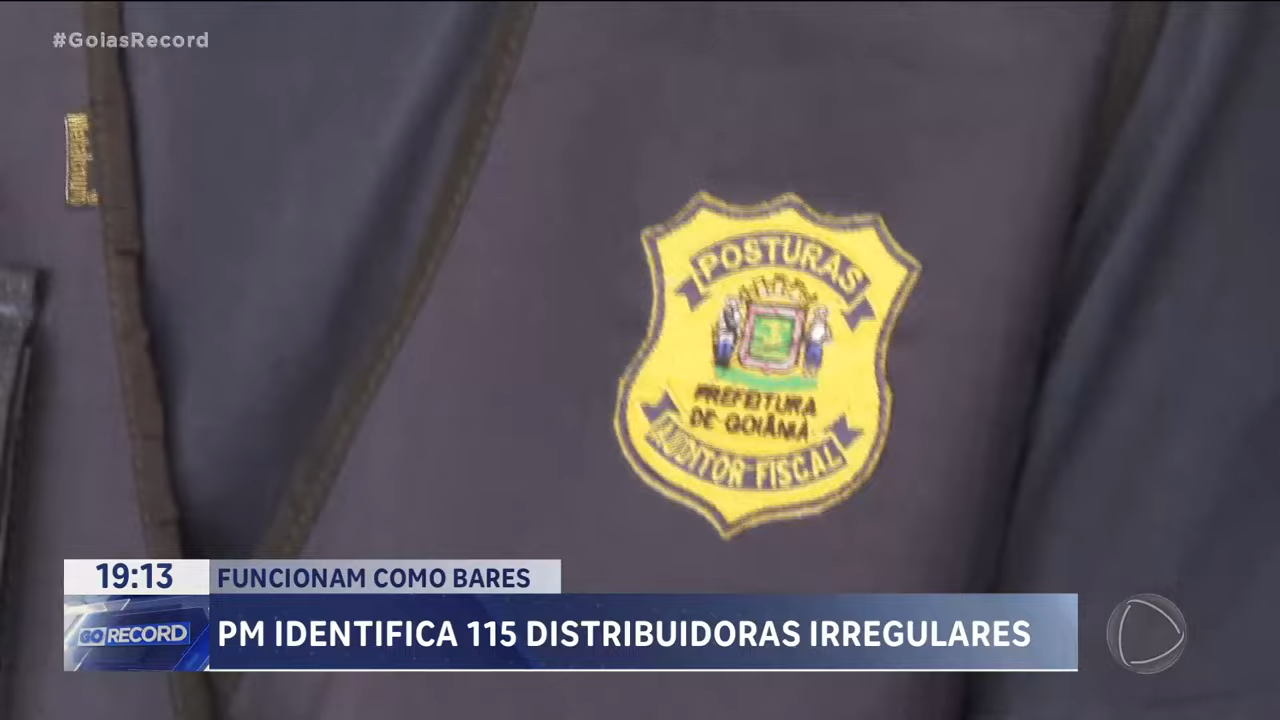 #GoiasRecord
POSTURAS
PREFEITURA
DE GOIÂNIA
AUDITOR FISCAL
19:13
FUNCIONAM COMO BARES
GO RECORD
PM IDENTIFICA 115 DISTRIBUIDORAS IRREGULARES